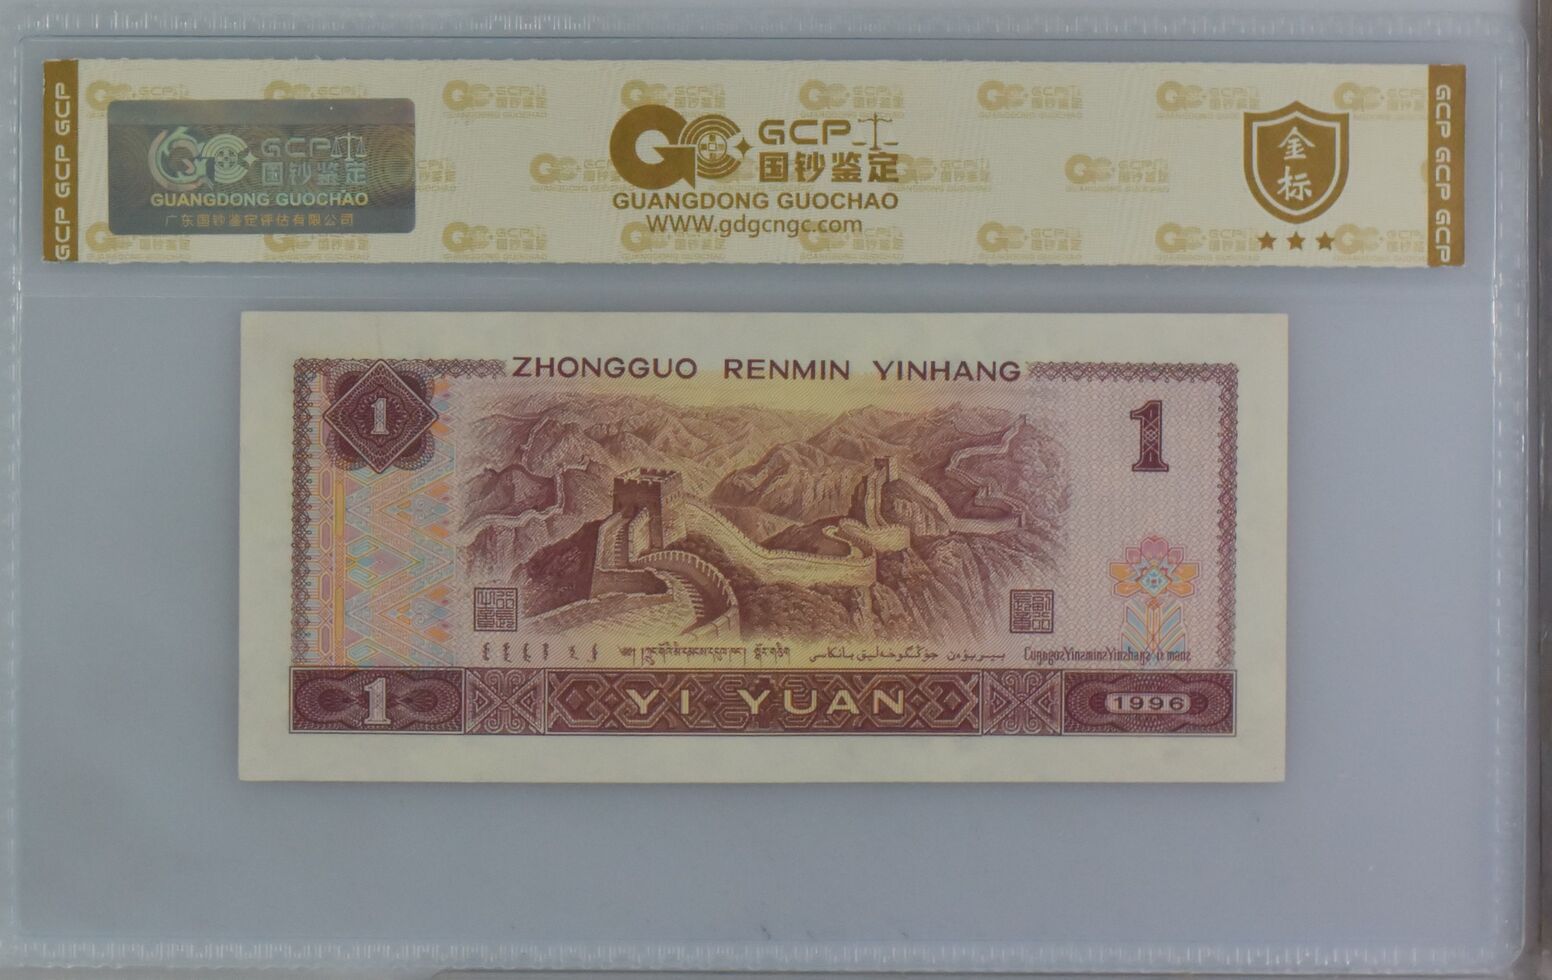 GCP GCP GCP
GCP
国钞鉴定
GUANGDONG GUOCHAO
广东国钞鉴定评估有限公司
GCP
国钞鉴定
GUANGDONG GUOCHAO
WWW.gdgcngc.com
金
标
GCP GCP GCP
ZHONGGUO RENMIN YINHANG
1
1
1
YI YUAN
1996